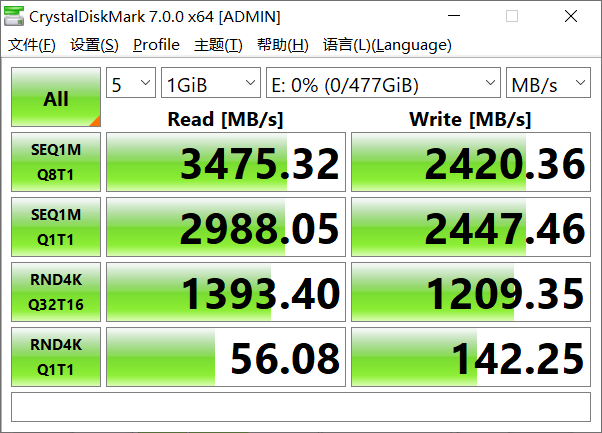 CrystalDiskMark 7.0.0 x64 [ADMIN]
文件(F) 设置(S) Profile 主题(T) 帮助(H) 语言(L)(Language)
All 5 1GiB E: 0% (0/477GiB) MB/s
Read [MB/s] Write [MB/s]
SEQ1M
Q8T1
3475.32 2420.36
SEQ1M
Q1T1
2988.05 2447.46
RND4K
Q32T16
1393.40 1209.35
RND4K
Q1T1
56.08 142.25